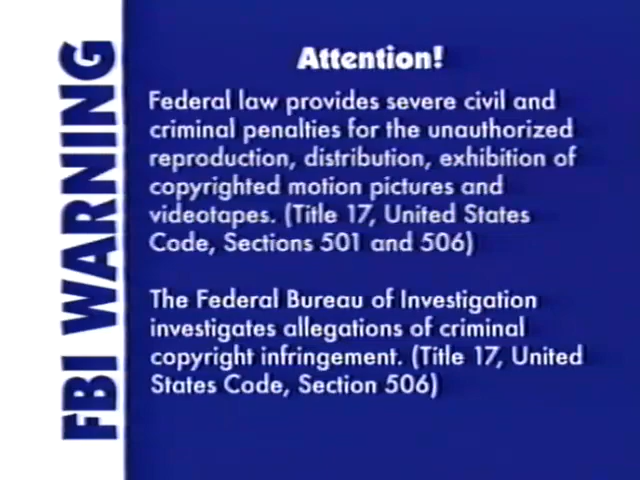 FBI WARNING
Attention!
Federal law provides severe civil and
criminal penalties for the unauthorized
reproduction, distribution, exhibition of
copyrighted motion pictures and
videotapes. (Title 17, United States
Code, Sections 501 and 506)
The Federal Bureau of Investigation
investigates allegations of criminal
copyright infringement. (Title 17, United
States Code, Section 506)